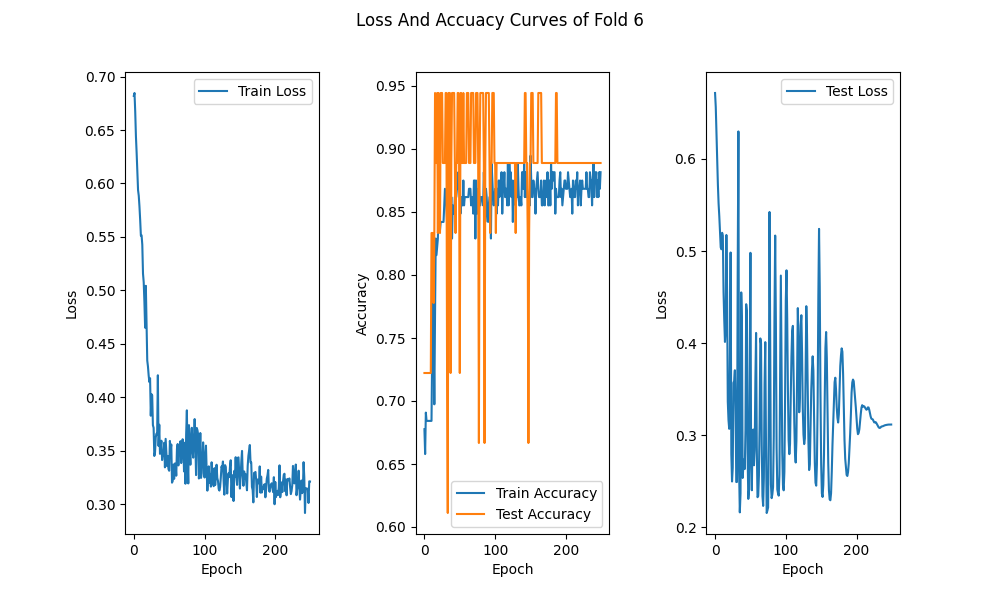 Loss And Accuacy Curves of Fold 6
0.70
0.65
0.60
0.55
0.50
0.45
0.40
0.35
0.30
Loss
0 100 200
Epoch
Train Loss
0.95
0.90
0.85
0.80
0.75
0.70
0.65
0.60
Accuracy
0 100 200
Epoch
Train Accuracy
Test Accuracy
0.6
0.5
0.4
0.3
0.2
Loss
0 100 200
Epoch
Test Loss